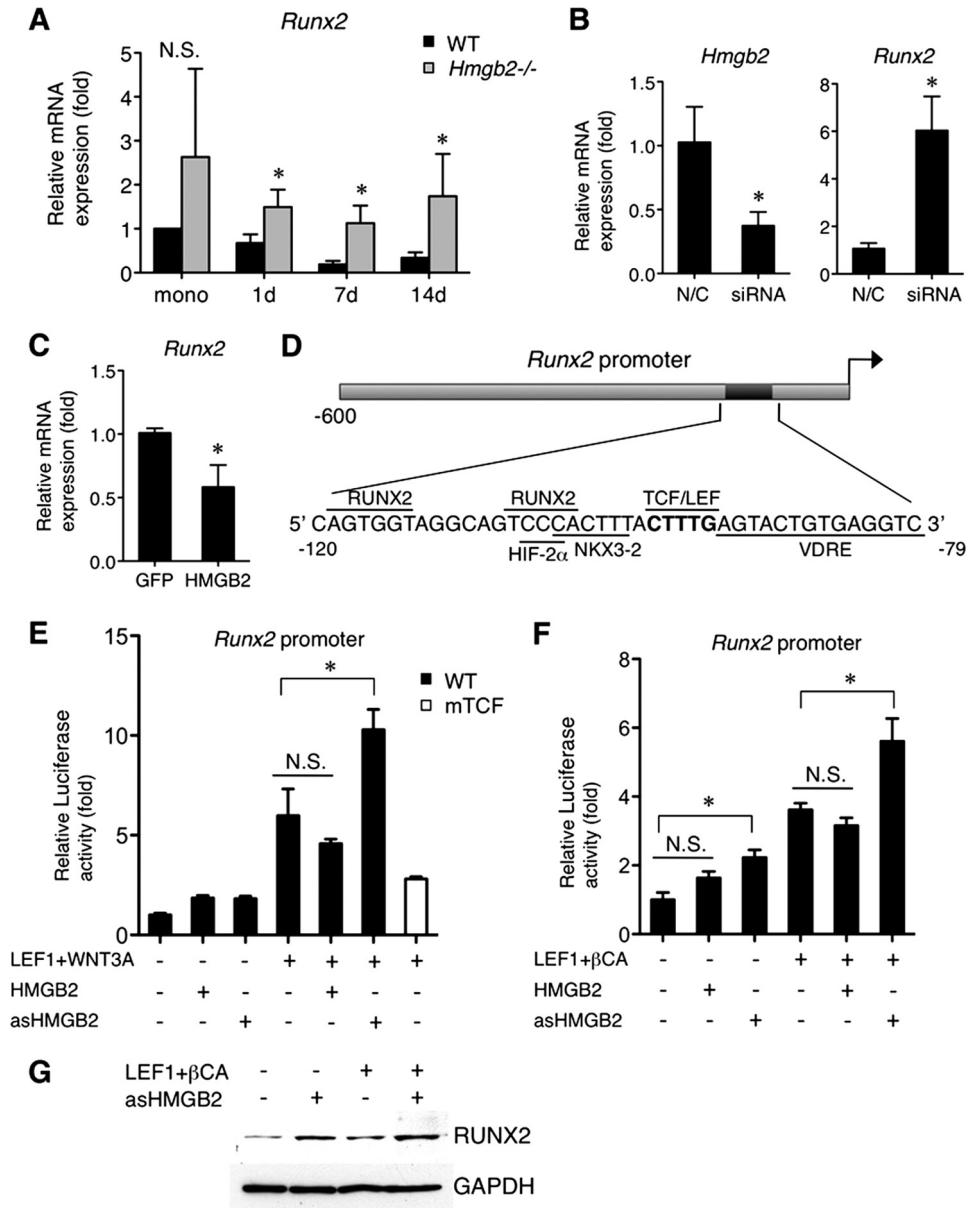 A
Runx2
WT
Hmgb2-/-
N.S.
*
*
*
Relative mRNA
expression (fold)
5
4
3
2
1
0
mono 1d 7d 14d
B
Hmgb2
Runx2
Relative mRNA
expression (fold)
1.5
1.0
0.5
0.0
*
N/C siRNA
8
6
4
2
0
*
N/C siRNA
C
Runx2
Relative mRNA
expression (fold)
1.5
1.0
0.5
0.0
*
GFP HMGB2
D
Runx2 promoter
-600
RUNX2 RUNX2 TCF/LEF
5' CAGTGGTAGGCAGTCCCACTTTACTTTGAGTACTGTGAGGTC 3'
-120 HIF-2α NKX3-2 VDRE -79
E
Runx2 promoter
WT
mTCF
Relative Luciferase
activity (fold)
15
10
5
0
*
N.S.
LEF1+WNT3A - - - + + + +
HMGB2 - + - - + - -
asHMGB2 - - + - - + -
F
Runx2 promoter
Relative Luciferase
activity (fold)
8
6
4
2
0
*
N.S.
*
N.S.
LEF1+βCA - - - + + +
HMGB2 - + - - + -
asHMGB2 - - + - - +
G
LEF1+βCA - - + +
asHMGB2 - + - +
RUNX2
GAPDH